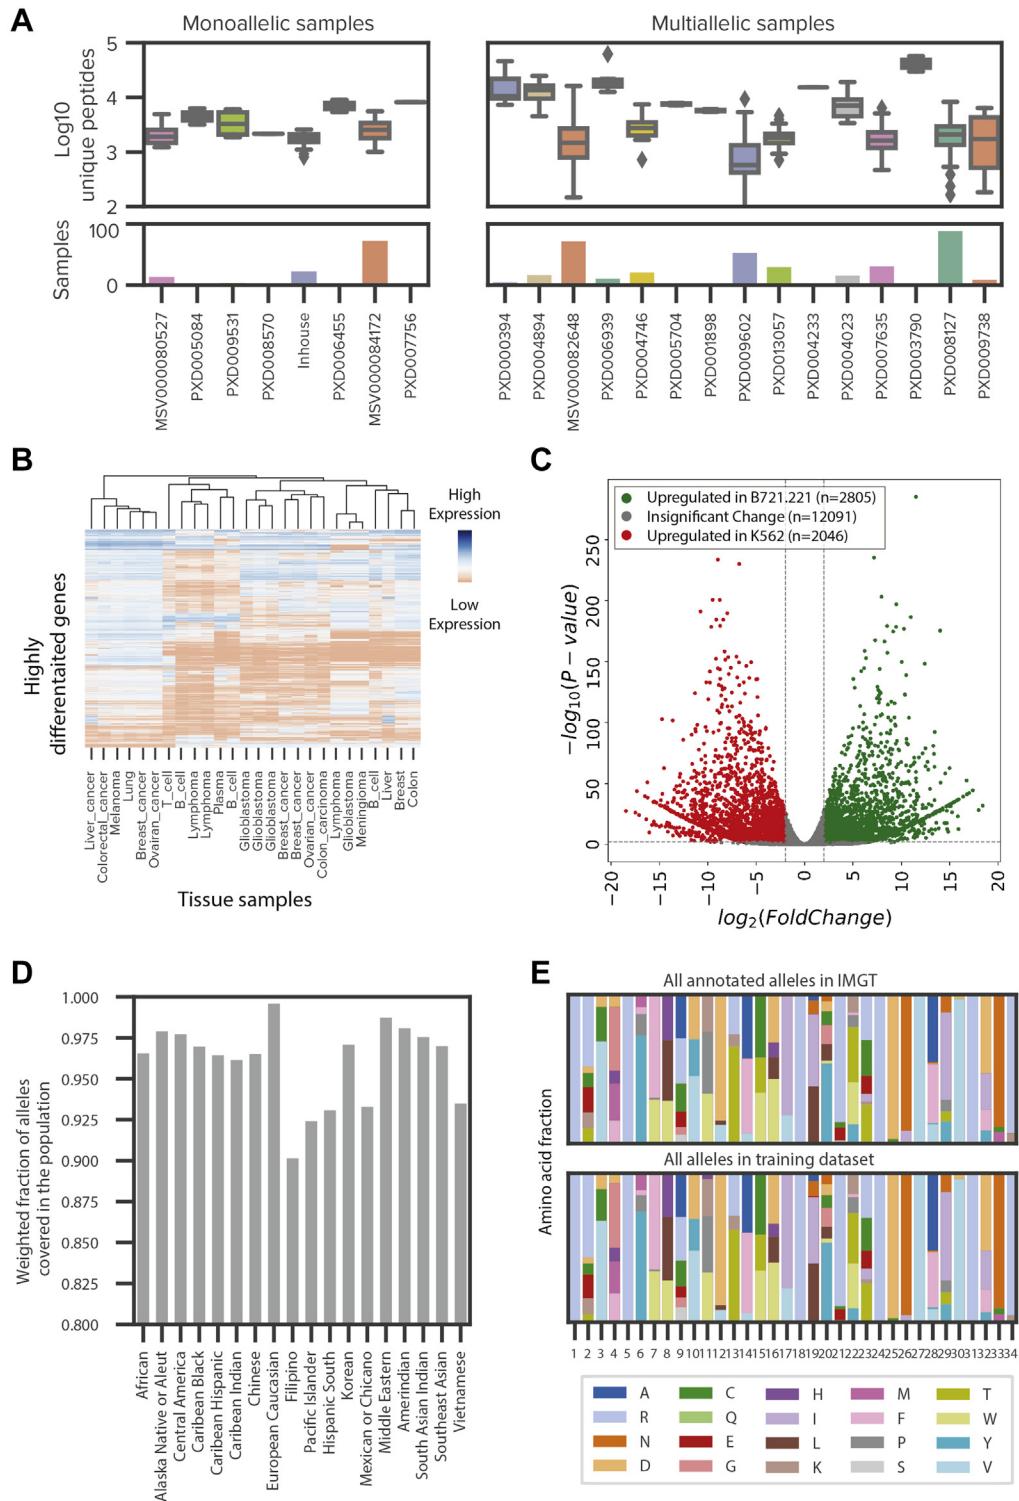 A
Monoallelic samples
Multiallelic samples
Log10
unique peptides
5
4
3
2
Samples
100
0
MSV000080527
PXD005084
PXD009531
PXD008570
Inhouse
PXD006455
MSV000084172
PXD007756
PXD000394
PXD004894
MSV000082648
PXD006939
PXD004746
PXD005704
PXD001898
PXD009602
PXD013057
PXD004233
PXD004023
PXD007635
PXD003790
PXD008127
PXD009738
B
High
Expression
Low
Expression
Highly
differentaited genes
Liver_cancer
Colorectal_cancer
Melanoma
Lung
Breast_cancer
Ovairan_cancer
T_cell
B_cell
Lymphoma
Lymphoma
Plasma
B_cell
Glioblastoma
Glioblastoma
Glioblastoma
Breast_cancer
Breast_cancer
Ovarian_cancer
Colon_carcinoma
Lymphoma
Glioblastoma
Meningioma
B_cell
Liver
Breast
Colon
Tissue samples
C
Upregulated in B721.221 (n=2805)
Insignificant Change (n=12091)
Upregulated in K562 (n=2046)
−log10(P − value)
250
200
150
100
50
0
−20
−15
−10
−5
0
5
10
15
20
log2(FoldChange)
D
Weighted fraction of alleles
covered in the population
1.000
0.975
0.950
0.925
0.900
0.875
0.850
0.825
0.800
African
Alaska Native or Aleut
Central America
Caribean Black
Caribean Hispanic
Caribean Indian
Chinese
European Caucasian
Filipino
Pacific Islander
Hispanic South
Korean
Mexican or Chicano
Middle Eastern
Amerindian
South Asian Indian
Southeast Asian
Vietnamese
E
All annotated alleles in IMGT
All alleles in training dataset
Amino acid fraction
1 2 3 4 5 6 7 8 9 10 11 12 13 14 15 16 17 18 19 20 21 22 23 24 25 26 27 28 29 30 31 32 33 34
A C H M T
R Q I F W
N E L P Y
D G K S V